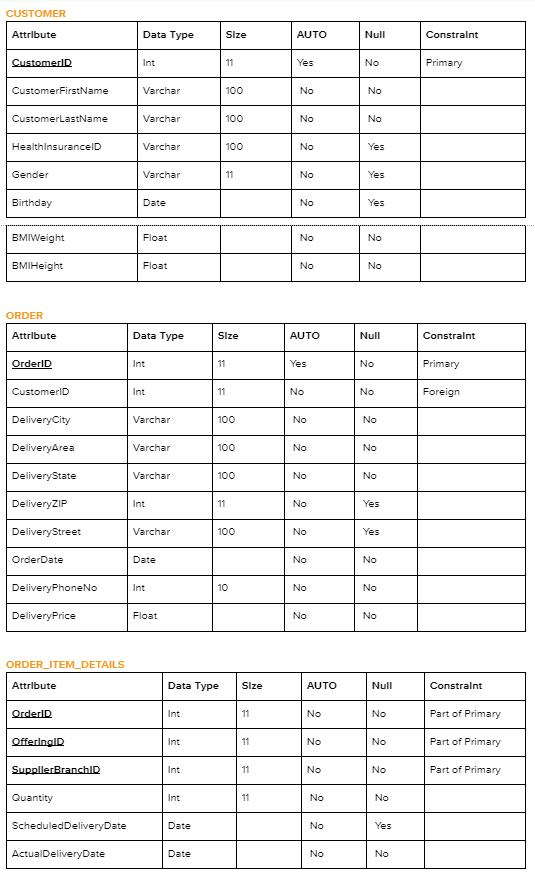 CUSTOMER
Attribute Data Type Size AUTO Null Constraint
CustomerID Int 11 Yes No Primary
CustomerFirstName Varchar 100 No No
CustomerLastName Varchar 100 No No
HealthInsuranceID Varchar 100 No Yes
Gender Varchar 11 No Yes
Birthday Date No Yes
BMIWeight Float No No
BMIHeight Float No No
ORDER
Attribute Data Type Size AUTO Null Constraint
OrderID Int 11 Yes No Primary
CustomerID Int 11 No No Foreign
DeliveryCity Varchar 100 No No
DeliveryArea Varchar 100 No No
DeliveryState Varchar 100 No No
DeliveryZIP Int 11 No Yes
DeliveryStreet Varchar 100 No Yes
OrderDate Date No No
DeliveryPhoneNo Int 10 No No
DeliveryPrice Float No No
ORDER_ITEM_DETAILS
Attribute Data Type Size AUTO Null Constraint
OrderID Int 11 No No Part of Primary
OfferingID Int 11 No No Part of Primary
SupplierBranchID Int 11 No No Part of Primary
Quantity Int 11 No No
ScheduledDeliveryDate Date No Yes
ActualDeliveryDate Date No No